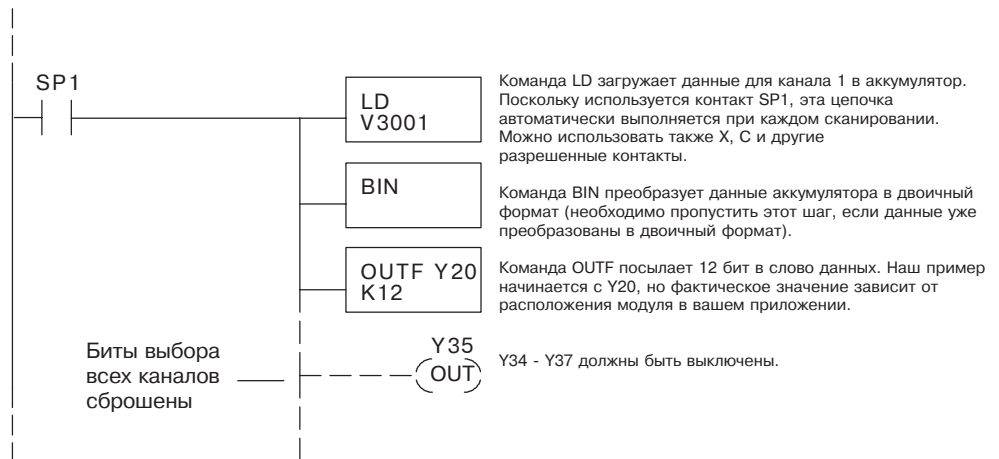 SP1
LD
V3001
Команда LD загружает данные для канала 1 в аккумулятор.
Поскольку используется контакт SP1, эта цепочка
автоматически выполняется при каждом сканировании.
Можно использовать также X, C и другие
разрешенные контакты.
BIN
Команда BIN преобразует данные аккумулятора в двоичный
формат (необходимо пропустить этот шаг, если данные уже
преобразованы в двоичный формат).
OUTF Y20
K12
Команда OUTF посылает 12 бит в слово данных. Наш пример
начинается с Y20, но фактическое значение зависит от
расположения модуля в вашем приложении.
Биты выбора
всех каналов
сброшены
Y35
OUT
Y34 - Y37 должны быть выключены.